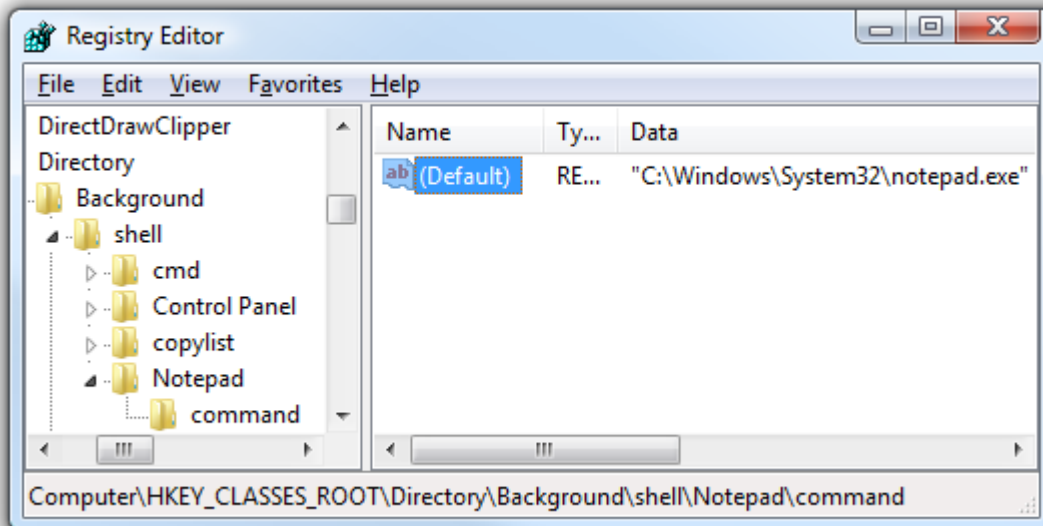 Registry Editor
File Edit View Favorites Help
DirectDrawClipper
Directory
Background
shell
cmd
Control Panel
copylist
Notepad
command
Name Ty... Data
ab (Default) RE... "C:\Windows\System32\notepad.exe"
Computer\HKEY_CLASSES_ROOT\Directory\Background\shell\Notepad\command